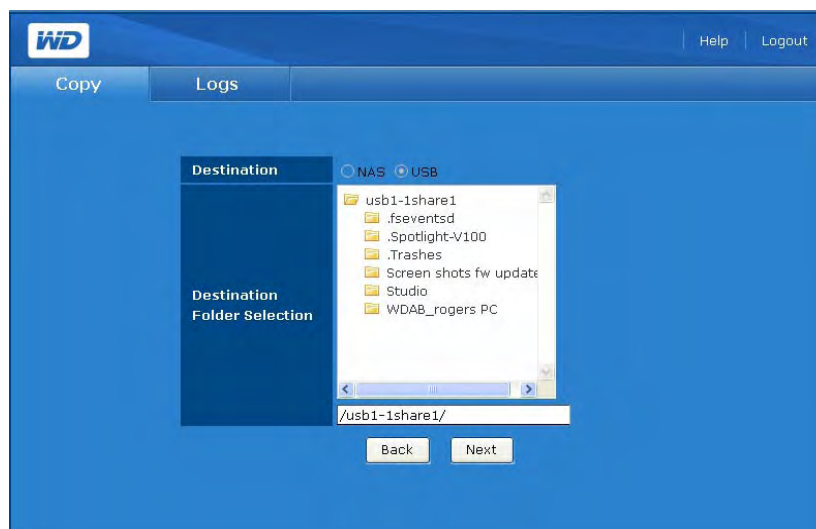 WD
Help Logout
Copy Logs
Destination NAS USB
usb1-1share1
.fseventsd
.Spotlight-V100
.Trashes
Screen shots fw update
Studio
WDAB_rogers PC
Destination
Folder Selection
/usb1-1share1/
Back Next